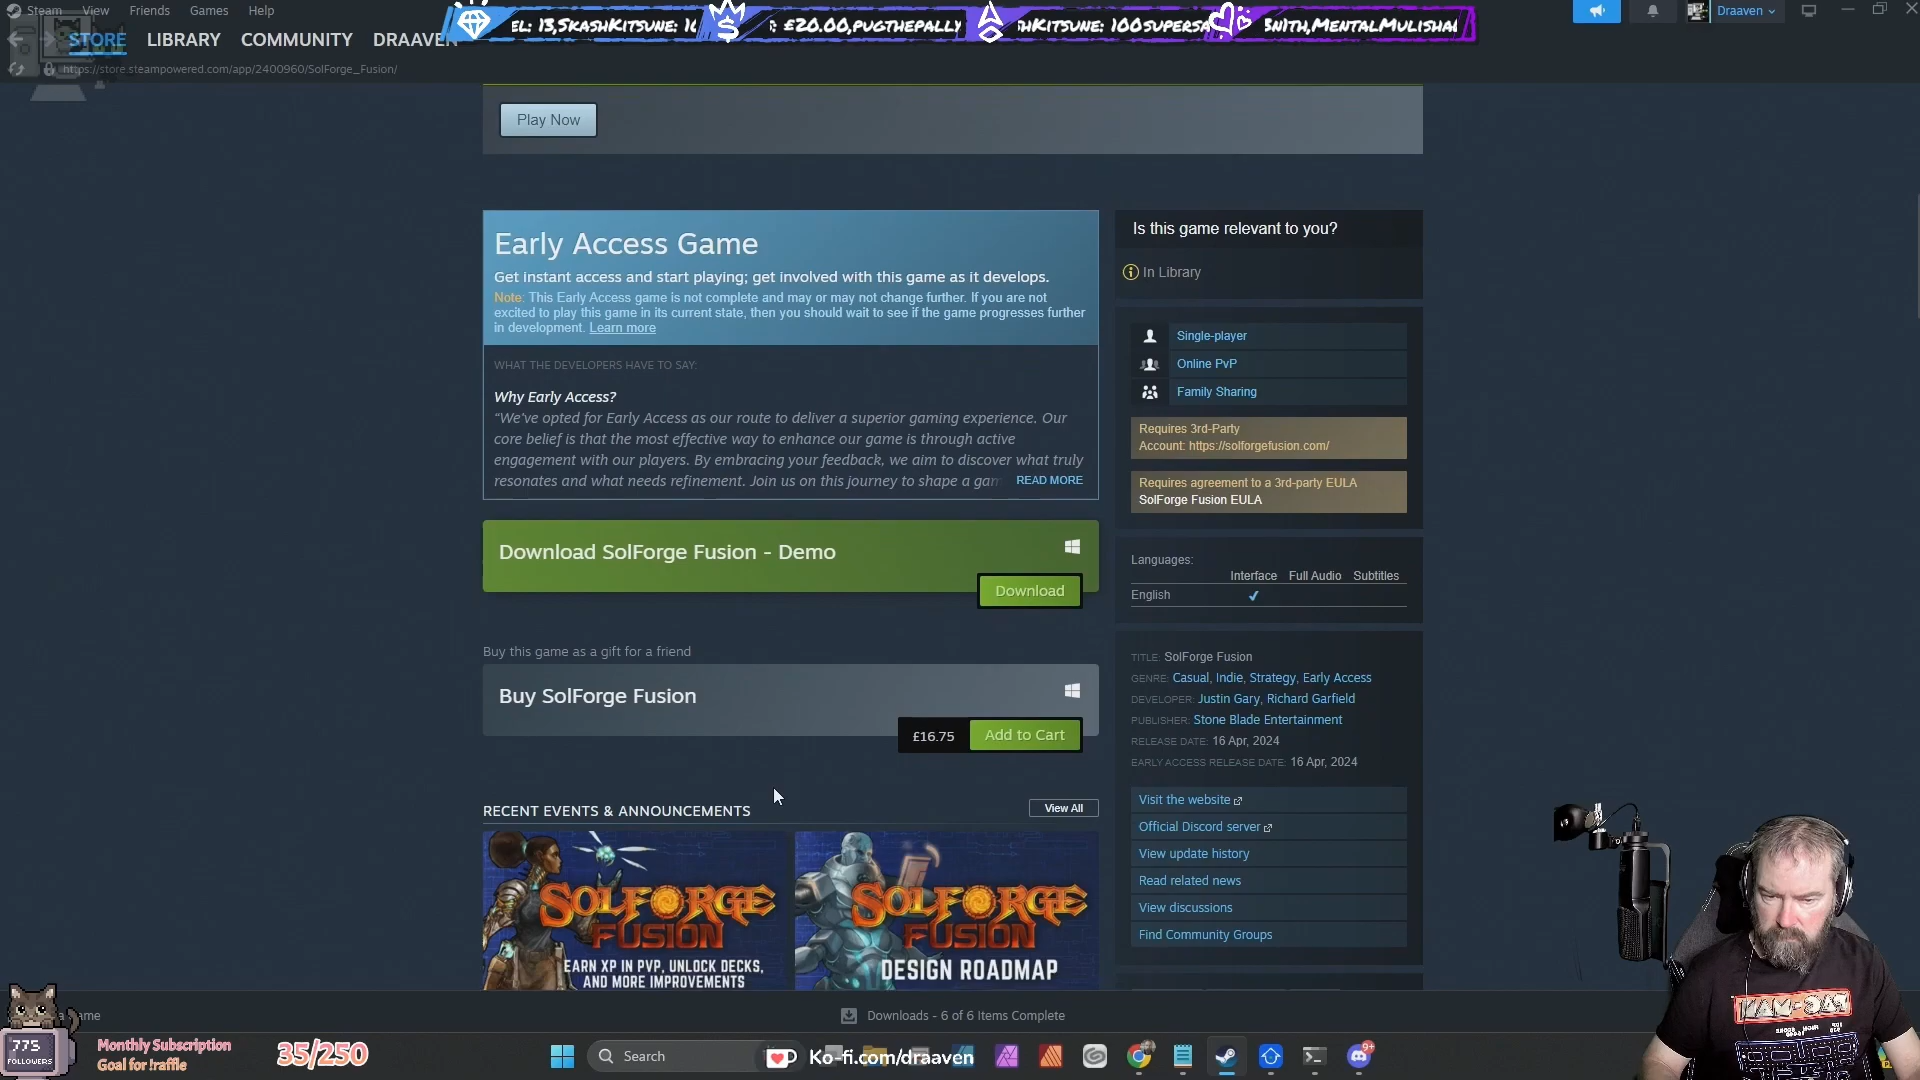 Steam View Friends Games Help
STORE LIBRARY COMMUNITY DRAAVEN
https://store.steampowered.com/app/2400960/SolForge_Fusion/
EL: 13,SKASHKITSUNE: 10
: £20.00,PUGTHEPALLY
HKITSUNE: 100
SNITH,MENTALMULISHA
Draaven
Play Now
Early Access Game
Get instant access and start playing; get involved with this game as it develops.
Note: This Early Access game is not complete and may or may not change further. If you are not
excited to play this game in its current state, then you should wait to see if the game progresses further
in development. Learn more
WHAT THE DEVELOPERS HAVE TO SAY:
Why Early Access?
“We've opted for Early Access as our route to deliver a superior gaming experience. Our
core belief is that the most effective way to enhance our game is through active
engagement with our players. By embracing your feedback, we aim to discover what truly
resonates and what needs refinement. Join us on this journey to shape a gam READ MORE
Download SolForge Fusion - Demo
Download
Buy this game as a gift for a friend
Buy SolForge Fusion
£16.75 Add to Cart
RECENT EVENTS & ANNOUNCEMENTS
View All
SOLFORGE
FUSION
EARN XP IN PVP, UNLOCK DECKS,
AND MORE IMPROVEMENTS
SOLFORGE
FUSION
DESIGN ROADMAP
Is this game relevant to you?
In Library
Single-player
Online PvP
Family Sharing
Requires 3rd-Party
Account: https://solforgefusion.com/
Requires agreement to a 3rd-party EULA
SolForge Fusion EULA
Languages:
Interface Full Audio Subtitles
English ✔
TITLE: SolForge Fusion
GENRE: Casual, Indie, Strategy, Early Access
DEVELOPER: Justin Gary, Richard Garfield
PUBLISHER: Stone Blade Entertainment
RELEASE DATE: 16 Apr, 2024
EARLY ACCESS RELEASE DATE: 16 Apr, 2024
Visit the website
Official Discord server
View update history
Read related news
View discussions
Find Community Groups
Downloads - 6 of 6 Items Complete
775
FOLLOWERS
Monthly Subscription
Goal for !raffle
35/250
Search
Ko-fi.com/draaven
9+